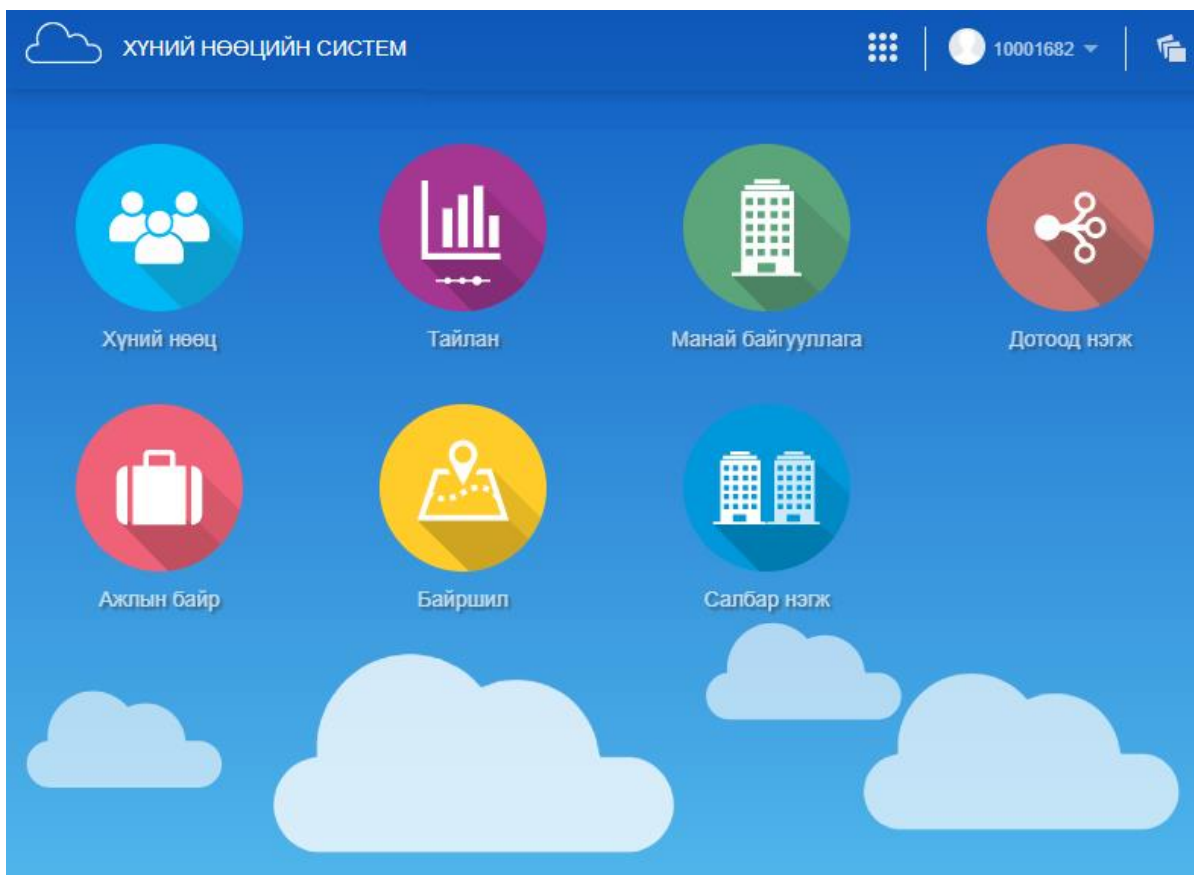 ХҮНИЙ НӨӨЦИЙН СИСТЕМ
10001682
Хүний нөөц
Тайлан
Манай байгууллага
Дотоод нэгж
Ажлын байр
Байршил
Салбар нэгж